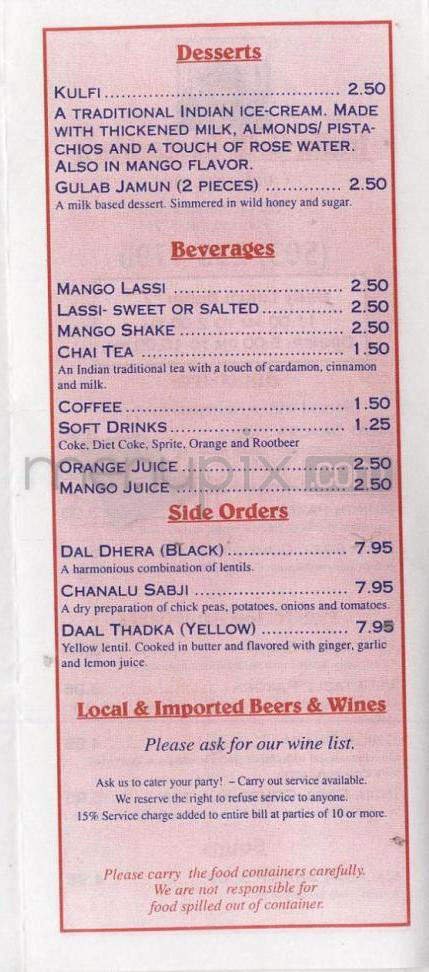 Desserts
KULFI........................................ 2.50
A TRADITIONAL INDIAN ICE-CREAM. MADE
WITH THICKENED MILK, ALMONDS/ PISTA-
CHIOS AND A TOUCH OF ROSE WATER.
ALSO IN MANGO FLAVOR.
GULAB JAMUN (2 PIECES) .............. 2.50
A milk based dessert. Simmered in wild honey and sugar.
Beverages
MANGO LASSI ............................... 2.50
LASSI- SWEET OR SALTED............... 2.50
MANGO SHAKE.............................. 2.50
CHAI TEA .................................... 1.50
An Indian traditional tea with a touch of cardamon, cinnamon
and milk.
COFFEE....................................... 1.50
SOFT DRINKS................................ 1.25
Coke, Diet Coke, Sprite, Orange and Rootbeer
ORANGE JUICE.............................. 2.50
MANGO JUICE................................ 2.50
menupix.com
Side Orders
DAL DHERA (BLACK)...................... 7.95
A harmonious combination of lentils.
CHANALU SABJI ............................ 7.95
A dry preparation of chick peas, potatoes, onions and tomatoes.
DAAL THADKA (YELLOW) ................ 7.95
Yellow lentil. Cooked in butter and flavored with ginger, garlic
and lemon juice.
Local & Imported Beers & Wines
Please ask for our wine list.
Ask us to cater your party! – Carry out service available.
We reserve the right to refuse service to anyone.
15% Service charge added to entire bill at parties of 10 or more.
Please carry the food containers carefully.
We are not responsible for
food spilled out of container.